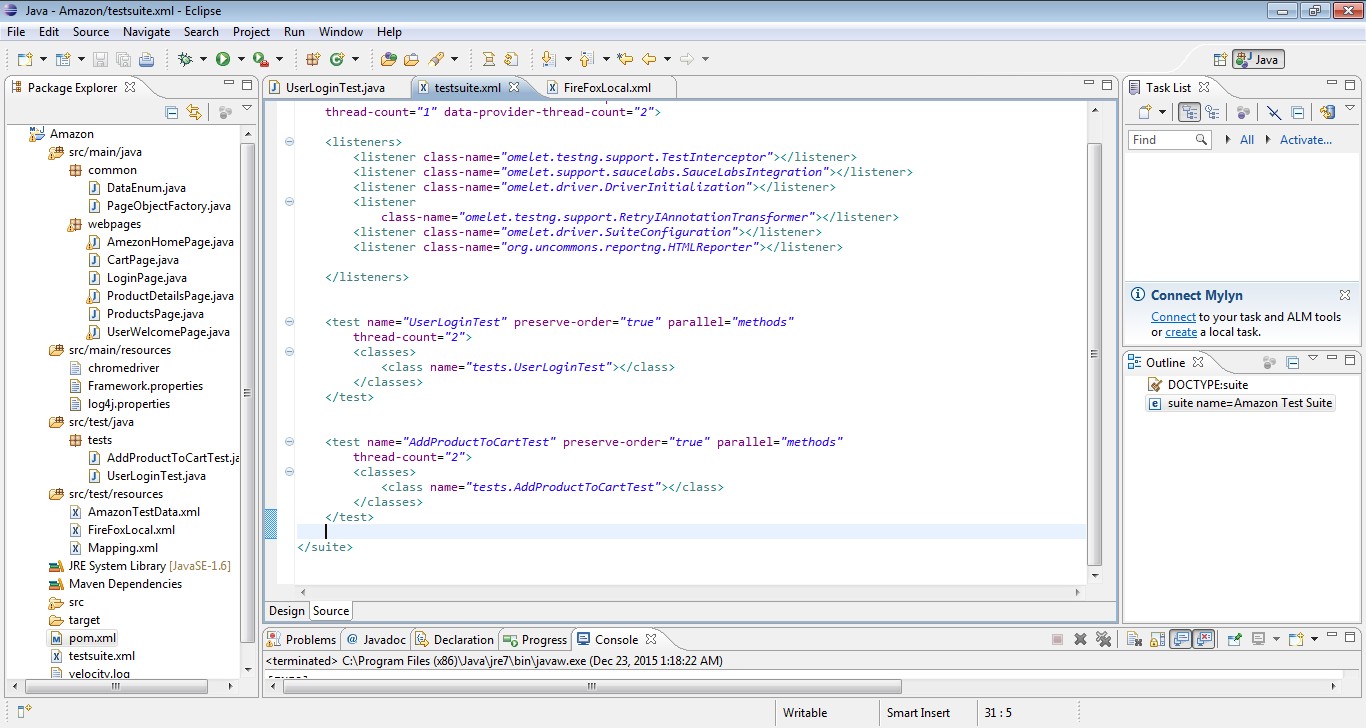 Java - Amazon/testsuite.xml - Eclipse
File Edit Source Navigate Search Project Run Window Help
Java
Package Explorer
Amazon
src/main/java
common
DataEnum.java
PageObjectFactory.java
webpages
AmezonHomePage.java
CartPage.java
LoginPage.java
ProductDetailsPage.java
ProductsPage.java
UserWelcomePage.java
src/main/resources
chromedriver
Framework.properties
log4j.properties
src/test/java
tests
AddProductToCartTest.ja
UserLoginTest.java
src/test/resources
AmazonTestData.xml
FireFoxLocal.xml
Mapping.xml
JRE System Library [JavaSE-1.6]
Maven Dependencies
src
target
pom.xml
testsuite.xml
velocity.log
UserLoginTest.java testsuite.xml FireFoxLocal.xml
thread-count="1" data-provider-thread-count="2">
<listeners>
<listener class-name="omelet.testng.support.TestInterceptor"></listener>
<listener class-name="omelet.support.saucelabs.SauceLabsIntegration"></listener>
<listener class-name="omelet.driver.DriverInitialization"></listener>
<listener
class-name="omelet.testng.support.RetryIAnnotationTransformer"></listener>
<listener class-name="omelet.driver.SuiteConfiguration"></listener>
<listener class-name="org.uncommons.reportng.HTMLReporter"></listener>
</listeners>
<test name="UserLoginTest" preserve-order="true" parallel="methods"
thread-count="2">
<classes>
<class name="tests.UserLoginTest"></class>
</classes>
</test>
<test name="AddProductToCartTest" preserve-order="true" parallel="methods"
thread-count="2">
<classes>
<class name="tests.AddProductToCartTest"></class>
</classes>
</test>
</suite>
Design Source
Problems Javadoc Declaration Progress Console
<terminated> C:\Program Files (x86)\Java\jre7\bin\javaw.exe (Dec 23, 2015 1:18:22 AM)
Task List
Find All Activate...
Connect Mylyn
Connect to your task and ALM tools
or create a local task.
Outline
DOCTYPE:suite
suite name=Amazon Test Suite
Writable Smart Insert 31 : 5